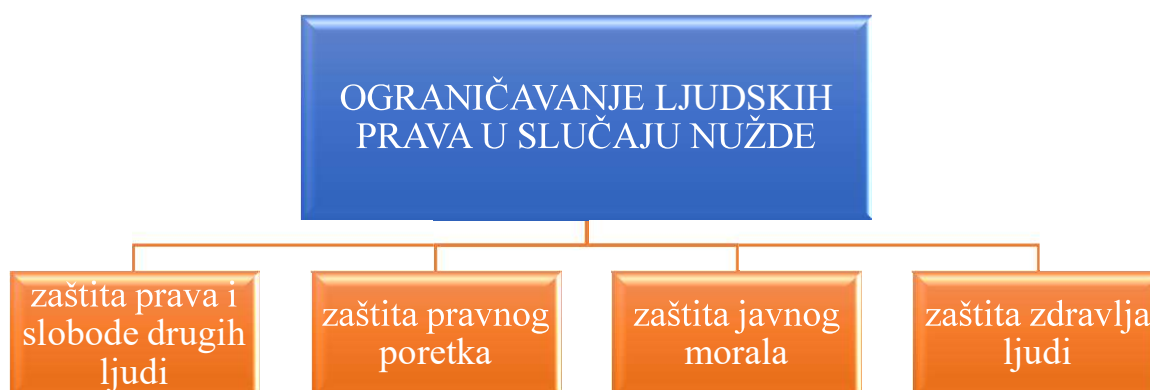 OGRANIČAVANJE LJUDSKIH
PRAVA U SLUČAJU NUŽDE
zaštita prava i
slobode drugih
ljudi
zaštita pravnog
poretka
zaštita javnog
morala
zaštita zdravlja
ljudi